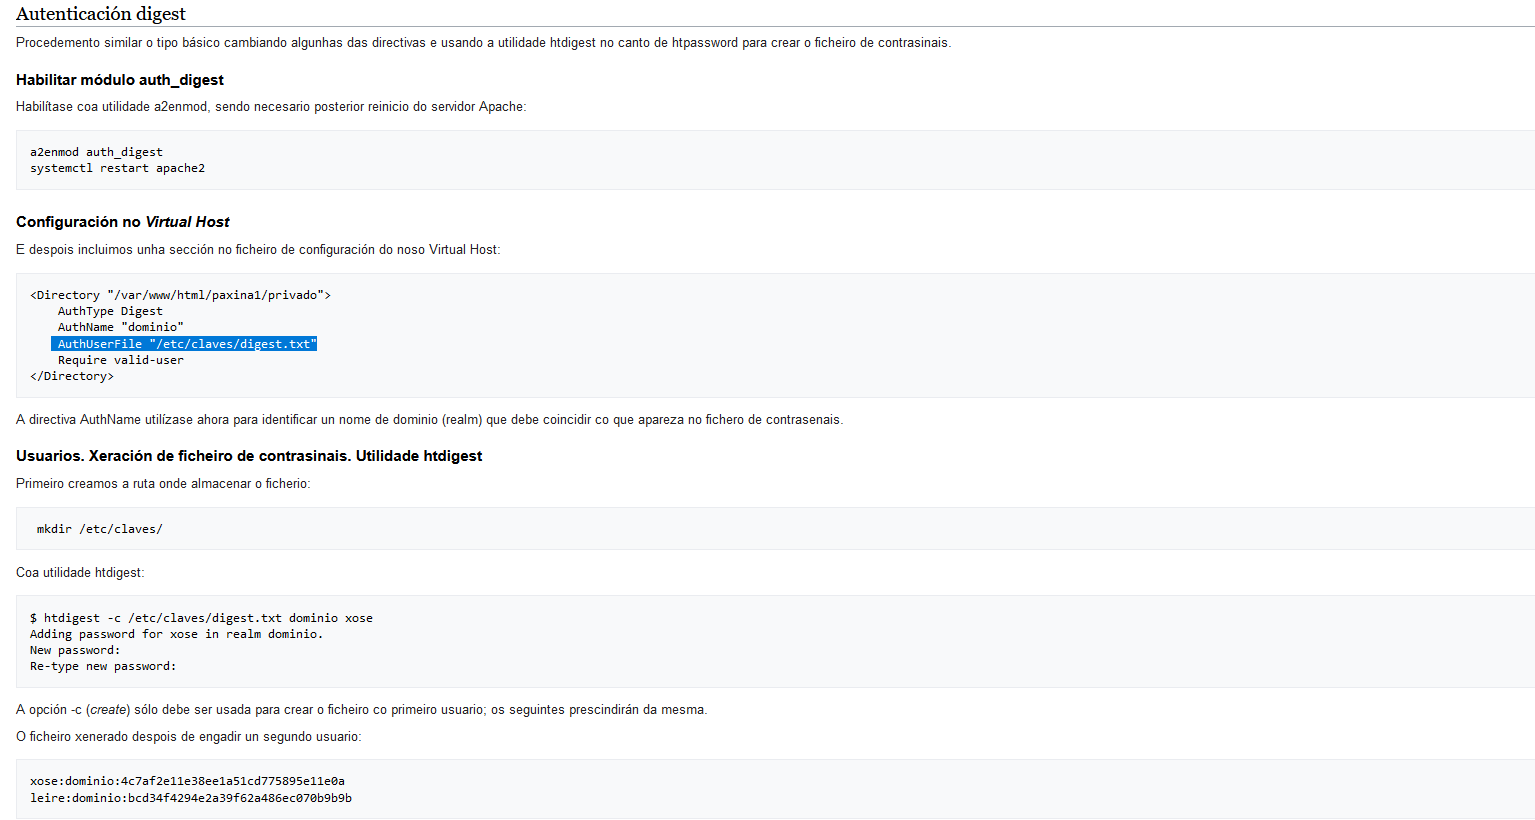 Autenticación digest
Procedemento similar o tipo básico cambiando algunhas das directivas e usando a utilidade htdigest no canto de htpassword para crear o ficheiro de contrasinais.
Habilitar módulo auth_digest
Habilítase coa utilidade a2enmod, sendo necesario posterior reinicio do servidor Apache:
a2enmod auth_digest
systemctl restart apache2
Configuración no Virtual Host
E despois incluimos unha sección no ficheiro de configuración do noso Virtual Host:
<Directory "/var/www/html/paxina1/privado">
    AuthType Digest
    AuthName "dominio"
    AuthUserFile "/etc/claves/digest.txt"
    Require valid-user
</Directory>
A directiva AuthName utilízase ahora para identificar un nome de dominio (realm) que debe coincidir co que apareza no fichero de contrasenais.
Usuarios. Xeración de ficheiro de contrasinais. Utilidade htdigest
Primeiro creamos a ruta onde almacenar o ficherio:
mkdir /etc/claves/
Coa utilidade htdigest:
$ htdigest -c /etc/claves/digest.txt dominio xose
Adding password for xose in realm dominio.
New password:
Re-type new password:
A opción -c (create) sólo debe ser usada para crear o ficheiro co primeiro usuario; os seguintes prescindirán da mesma.
O ficheiro xenerado despois de engadir un segundo usuario:
xose:dominio:4c7af2e11e38ee1a51cd775895e11e0a
leire:dominio:bcd34f4294e2a39f62a486ec070b9b9b